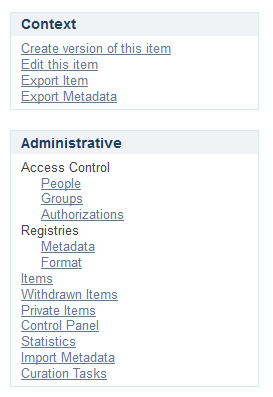 Context
Create version of this item
Edit this item
Export Item
Export Metadata
Administrative
Access Control
People
Groups
Authorizations
Registries
Metadata
Format
Items
Withdrawn Items
Private Items
Control Panel
Statistics
Import Metadata
Curation Tasks